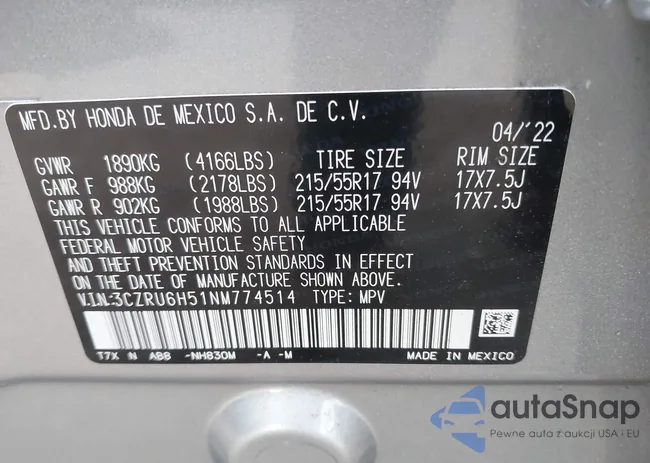 MFD.BY HONDA DE MEXICO S.A. DE C.V.
04/'22
GVWR 1890KG (4166LBS) TIRE SIZE RIM SIZE
GAWR F 988KG (2178LBS) 215/55R17 94V 17X7.5J
GAWR R 902KG (1988LBS) 215/55R17 94V 17X7.5J
THIS VEHICLE CONFORMS TO ALL APPLICABLE
FEDERAL MOTOR VEHICLE SAFETY
AND THEFT PREVENTION STANDARDS IN EFFECT
ON THE DATE OF MANUFACTURE SHOWN ABOVE.
V.I.N:3CZRU6H51NM774514 TYPE: MPV
T7X N ABB -NH830M -A -M MADE IN MEXICO
autoSnap
Pewne auta z aukcji USA i EU